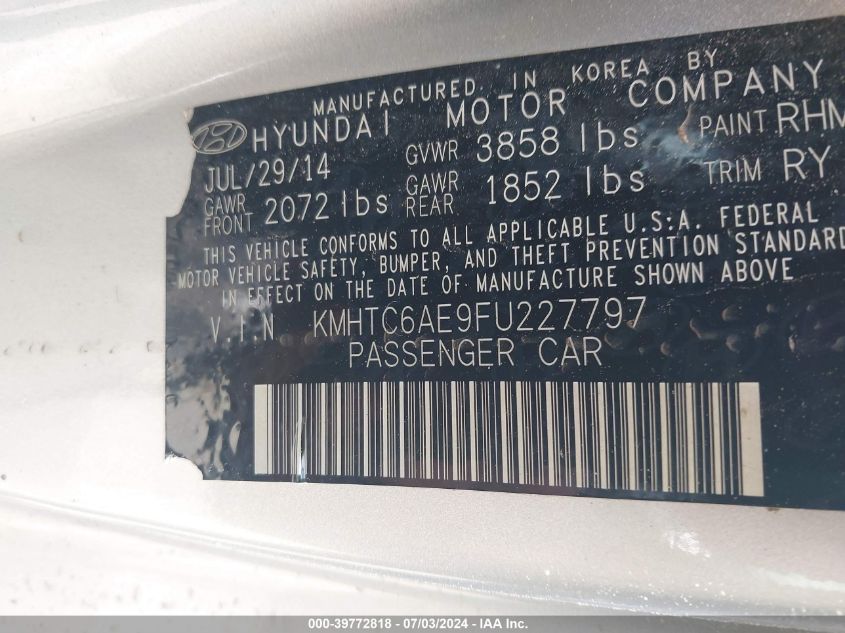 MANUFACTURED IN KOREA BY
HYUNDAI MOTOR COMPANY
JUL/29/14 GVWR 3858 lbs PAINT RHM
GAWR FRONT 2072 lbs GAWR REAR 1852 lbs TRIM RY
THIS VEHICLE CONFORMS TO ALL APPLICABLE U.S.A. FEDERAL
MOTOR VEHICLE SAFETY, BUMPER, AND THEFT PREVENTION STANDARD
IN EFFECT ON THE DATE OF MANUFACTURE SHOWN ABOVE
V.I.N KMHTC6AE9FU227797
PASSENGER CAR
000-39772818 - 07/03/2024 - IAA Inc.